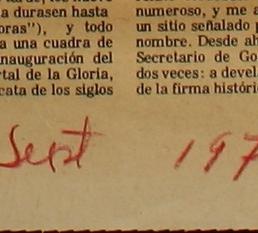 durasen hasta
oras"), y todo
a una cuadra de
nauguración del
rtal de la Gloria,
cata de los siglos
numeroso, y me a
un sitio señalado p
nombre. Desde ah
Secretario de Go
dos veces: a devel
de la firma históri
Sept 197